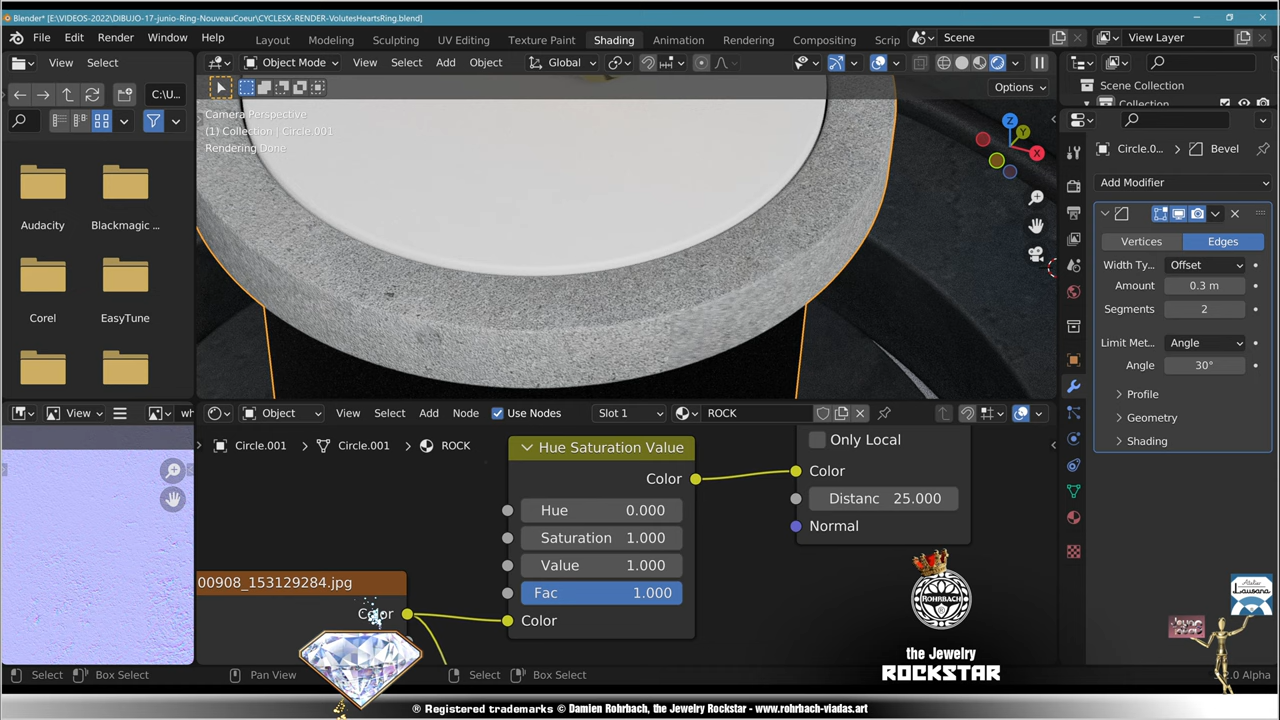 Blender* [E:\VIDEOS-2022\DIBUJO-17-junio-Ring-NouveauCoeur\CYCLESX-RENDER-VolutesHeartsRing.blend]
File Edit Render Window Help
Layout Modeling Sculpting UV Editing Texture Paint Shading Animation Rendering Compositing Scrip
Scene
View Layer
View Select
Object Mode View Select Add Object Global
C:\U...
Options
Camera Perspective
(1) Collection | Circle.001
Rendering Done
X
Y
Z
Scene Collection
Collection
Circle.0... Bevel
Add Modifier
Vertices Edges
Width Ty... Offset
Amount 0.3 m
Segments 2
Limit Met... Angle
Angle 30°
Profile
Geometry
Shading
Audacity
Blackmagic ...
Corel
EasyTune
View
wh
Object View Select Add Node Use Nodes Slot 1 ROCK
Circle.001 Circle.001 ROCK
Hue Saturation Value
Color
Hue 0.000
Saturation 1.000
Value 1.000
Fac 1.000
Color
Only Local
Color
Distanc 25.000
Normal
00908_153129284.jpg
Color
ROHRBACH
the Jewelry
ROCKSTAR
Atelier
Lausana
Select Box Select Pan View Select Box Select
.0 Alpha
® Registered trademarks © Damien Rohrbach, the Jewelry Rockstar - www.rohrbach-viadas.art